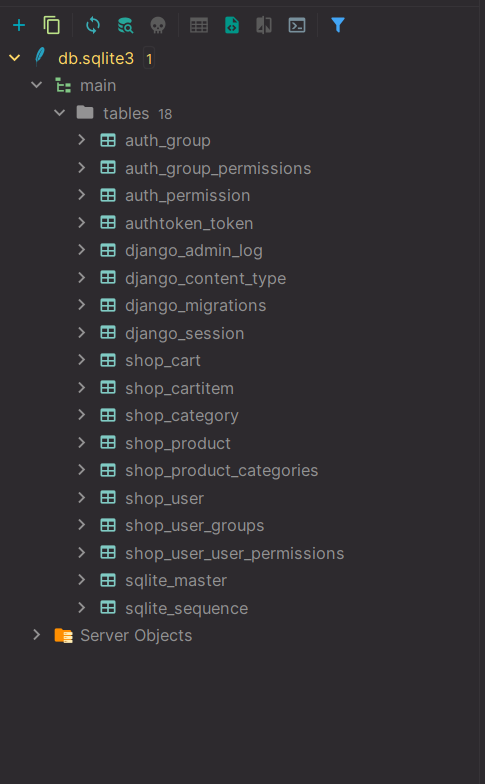 db.sqlite3 1
main
tables 18
auth_group
auth_group_permissions
auth_permission
authtoken_token
django_admin_log
django_content_type
django_migrations
django_session
shop_cart
shop_cartitem
shop_category
shop_product
shop_product_categories
shop_user
shop_user_groups
shop_user_user_permissions
sqlite_master
sqlite_sequence
Server Objects